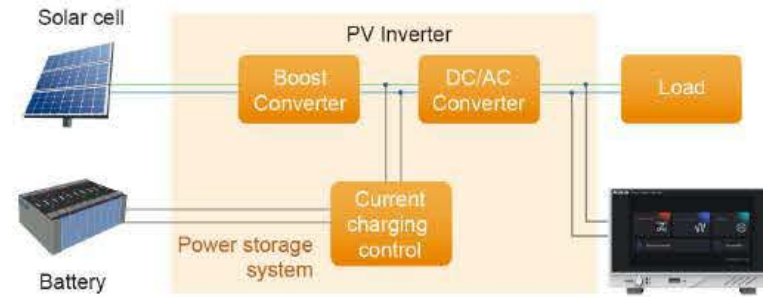 Solar cell
PV Inverter
Boost
Converter
DC/AC
Converter
Load
Current
charging
control
Power storage
system
Battery